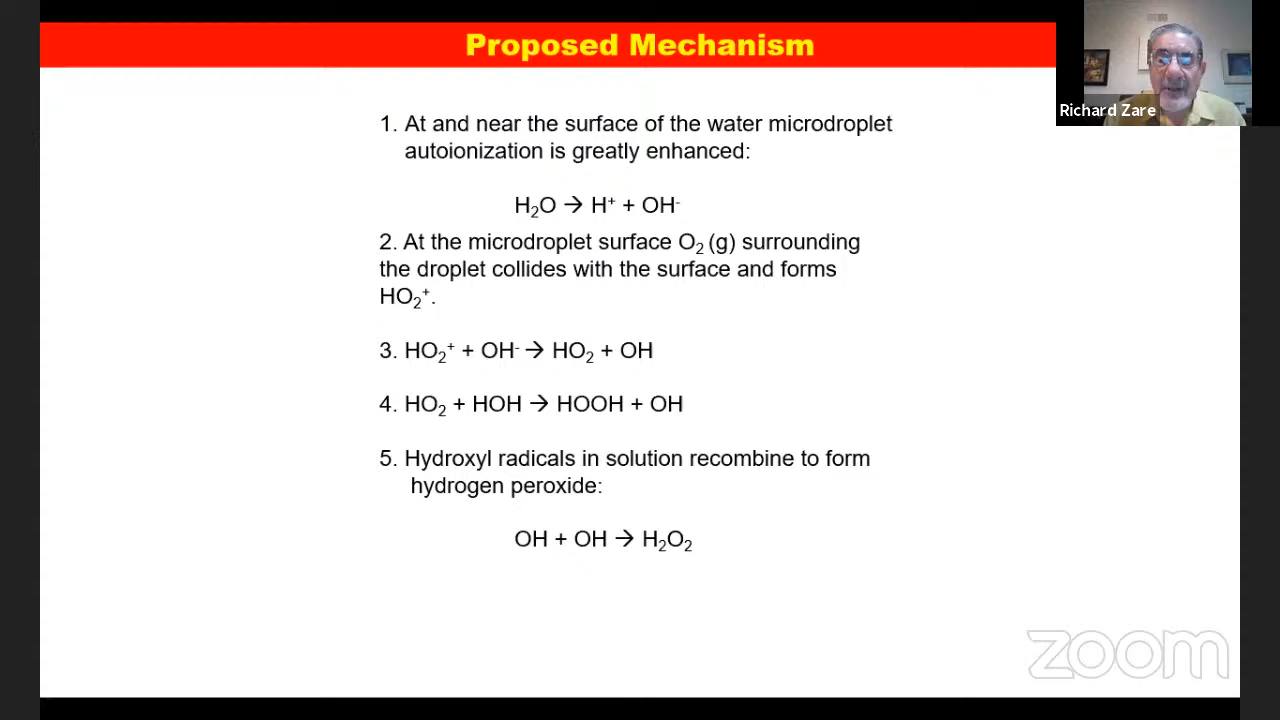 Proposed Mechanism
Richard Zare
1. At and near the surface of the water microdroplet
autoionization is greatly enhanced:
H₂O → H⁺ + OH⁻
2. At the microdroplet surface O₂ (g) surrounding
the droplet collides with the surface and forms
HO₂⁺.
3. HO₂⁺ + OH⁻ → HO₂ + OH
4. HO₂ + HOH → HOOH + OH
5. Hydroxyl radicals in solution recombine to form
hydrogen peroxide:
OH + OH → H₂O₂
zoom